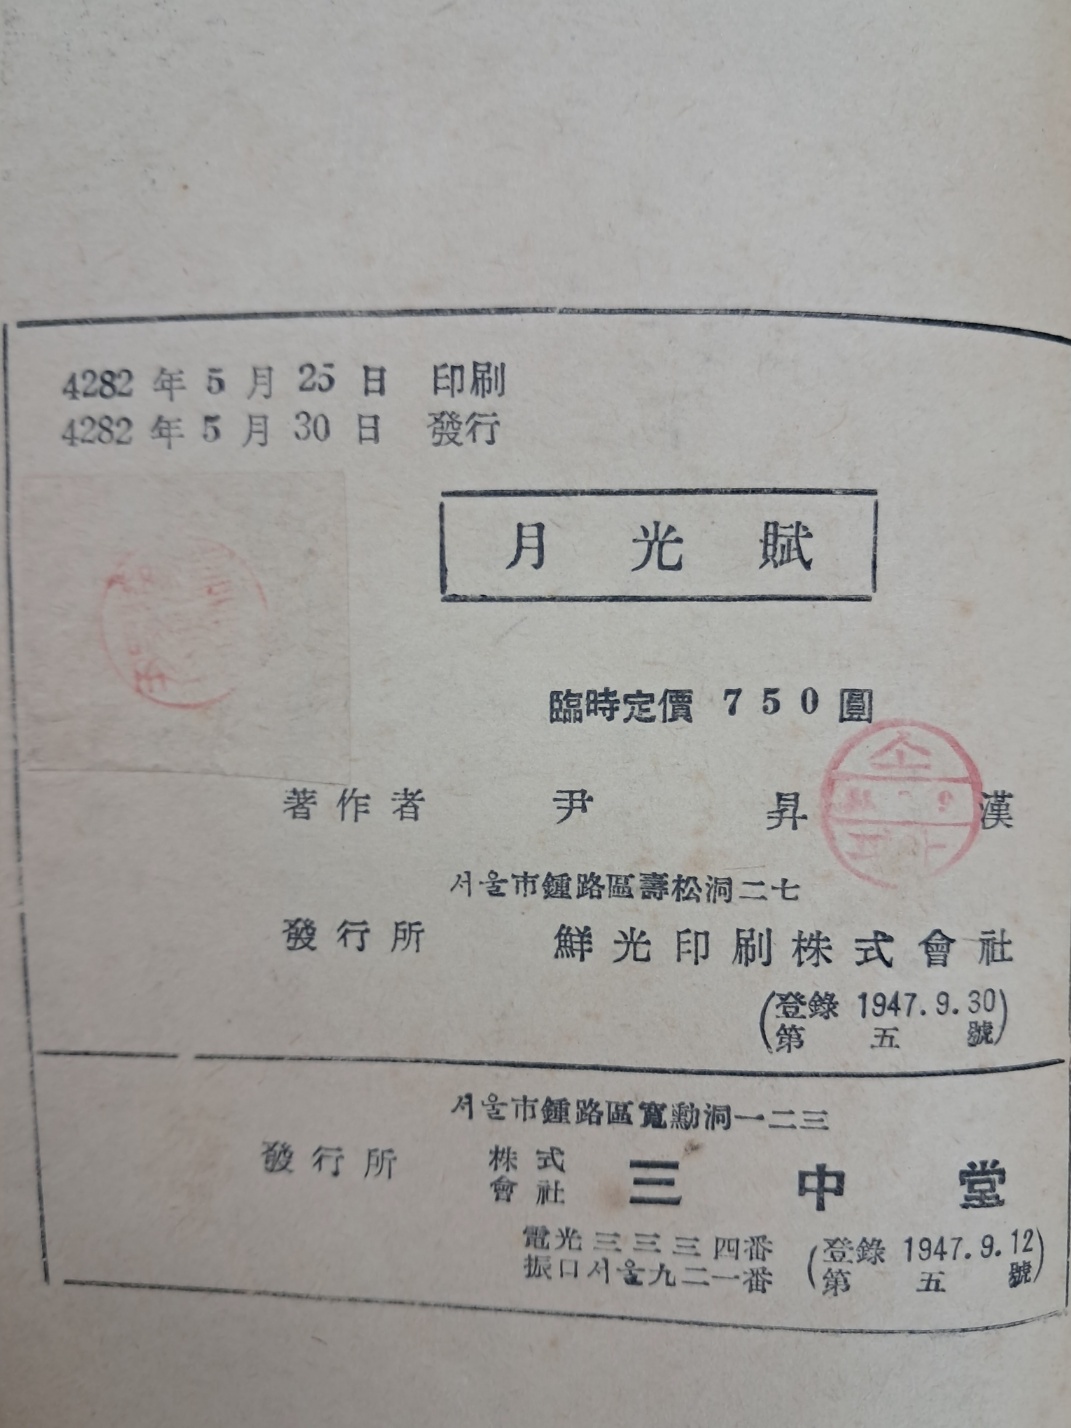 4282 年 5 月 25 日 印刷
4282 年 5 月 30 日 發行
月 光 賦
臨時定價 750 圓
著作者 尹 昇 漢
서울市鍾路區壽松洞二七
發行所 鮮光印刷株式會社
(登錄 1947.9.30)
第 五 號
서울市鍾路區寬勳洞一二三
發行所 株式會社 三中堂
電光三三三四番
振口서울九二一番
(登錄 1947.9.12)
第 五 號